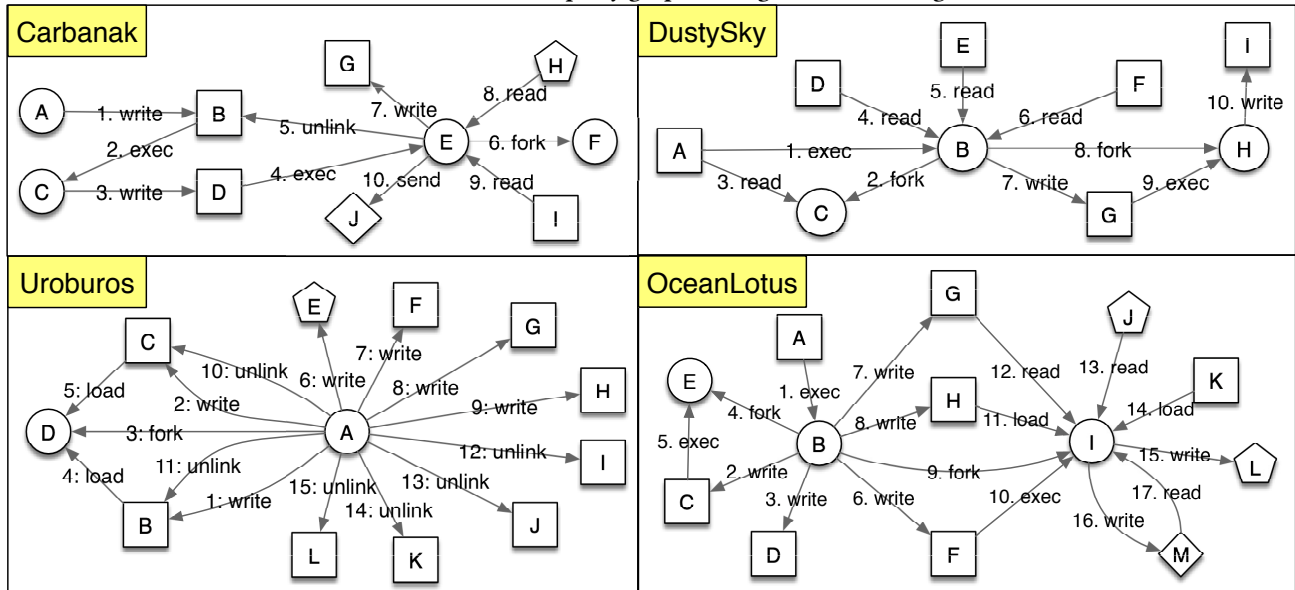 Carbanak
G
H
A
1. write
B
7. write
8. read
5. unlink
E
6. fork
F
2. exec
C
3. write
D
4. exec
10. send
9. read
J
I
DustySky
E
I
D
5. read
F
4. read
6. read
10. write
A
1. exec
B
8. fork
H
3. read
2. fork
7. write
9. exec
C
G
Uroburos
E
F
G
C
7: write
10: unlink
6: write
8: write
5: load
H
2: write
9: write
D
3: fork
A
11: unlink
12: unlink
I
4: load
15: unlink
13: unlink
1: write
14: unlink
B
J
L
K
OceanLotus
G
J
A
7. write
12. read
13. read
E
1. exec
K
4. fork
8. write
H
11. load
14. load
5. exec
B
I
15. write
L
2. write
9. fork
C
3. write
6. write
10. exec
17. read
16. write
D
F
M